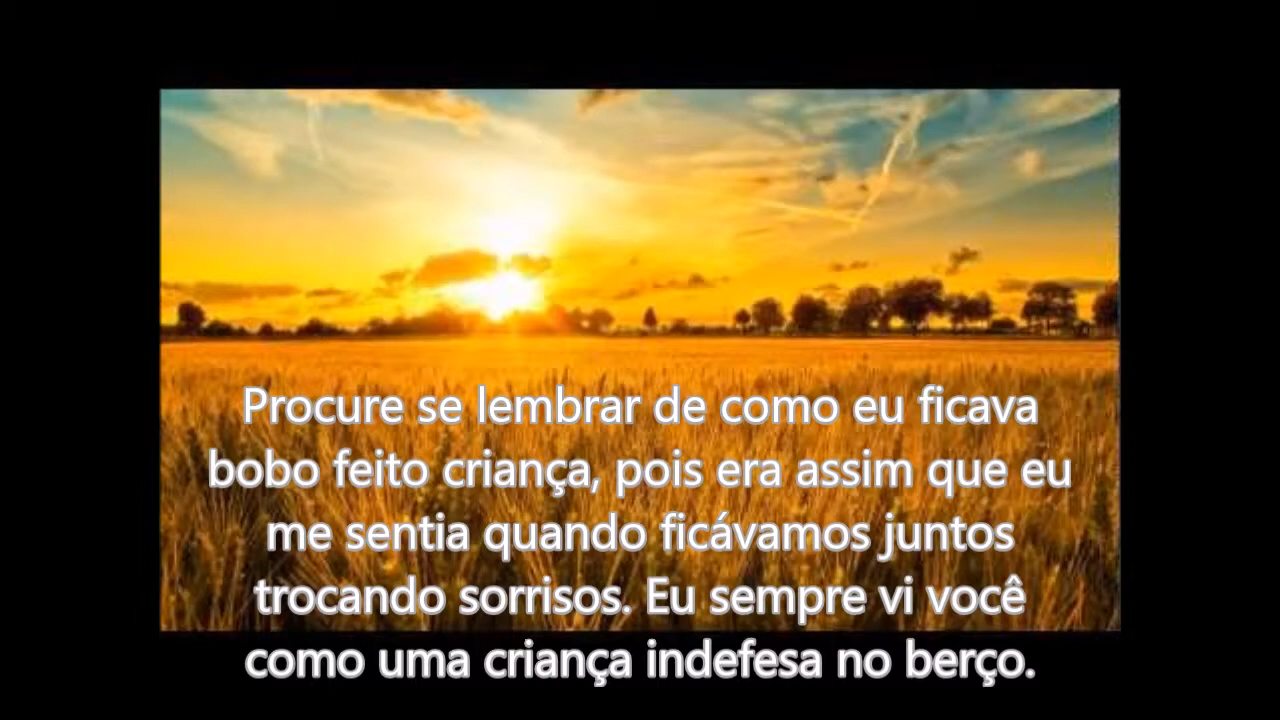 Procure se lembrar de como eu ficava
bobo feito criança, pois era assim que eu
me sentia quando ficávamos juntos
trocando sorrisos. Eu sempre vi você
como uma criança indefesa no berço.